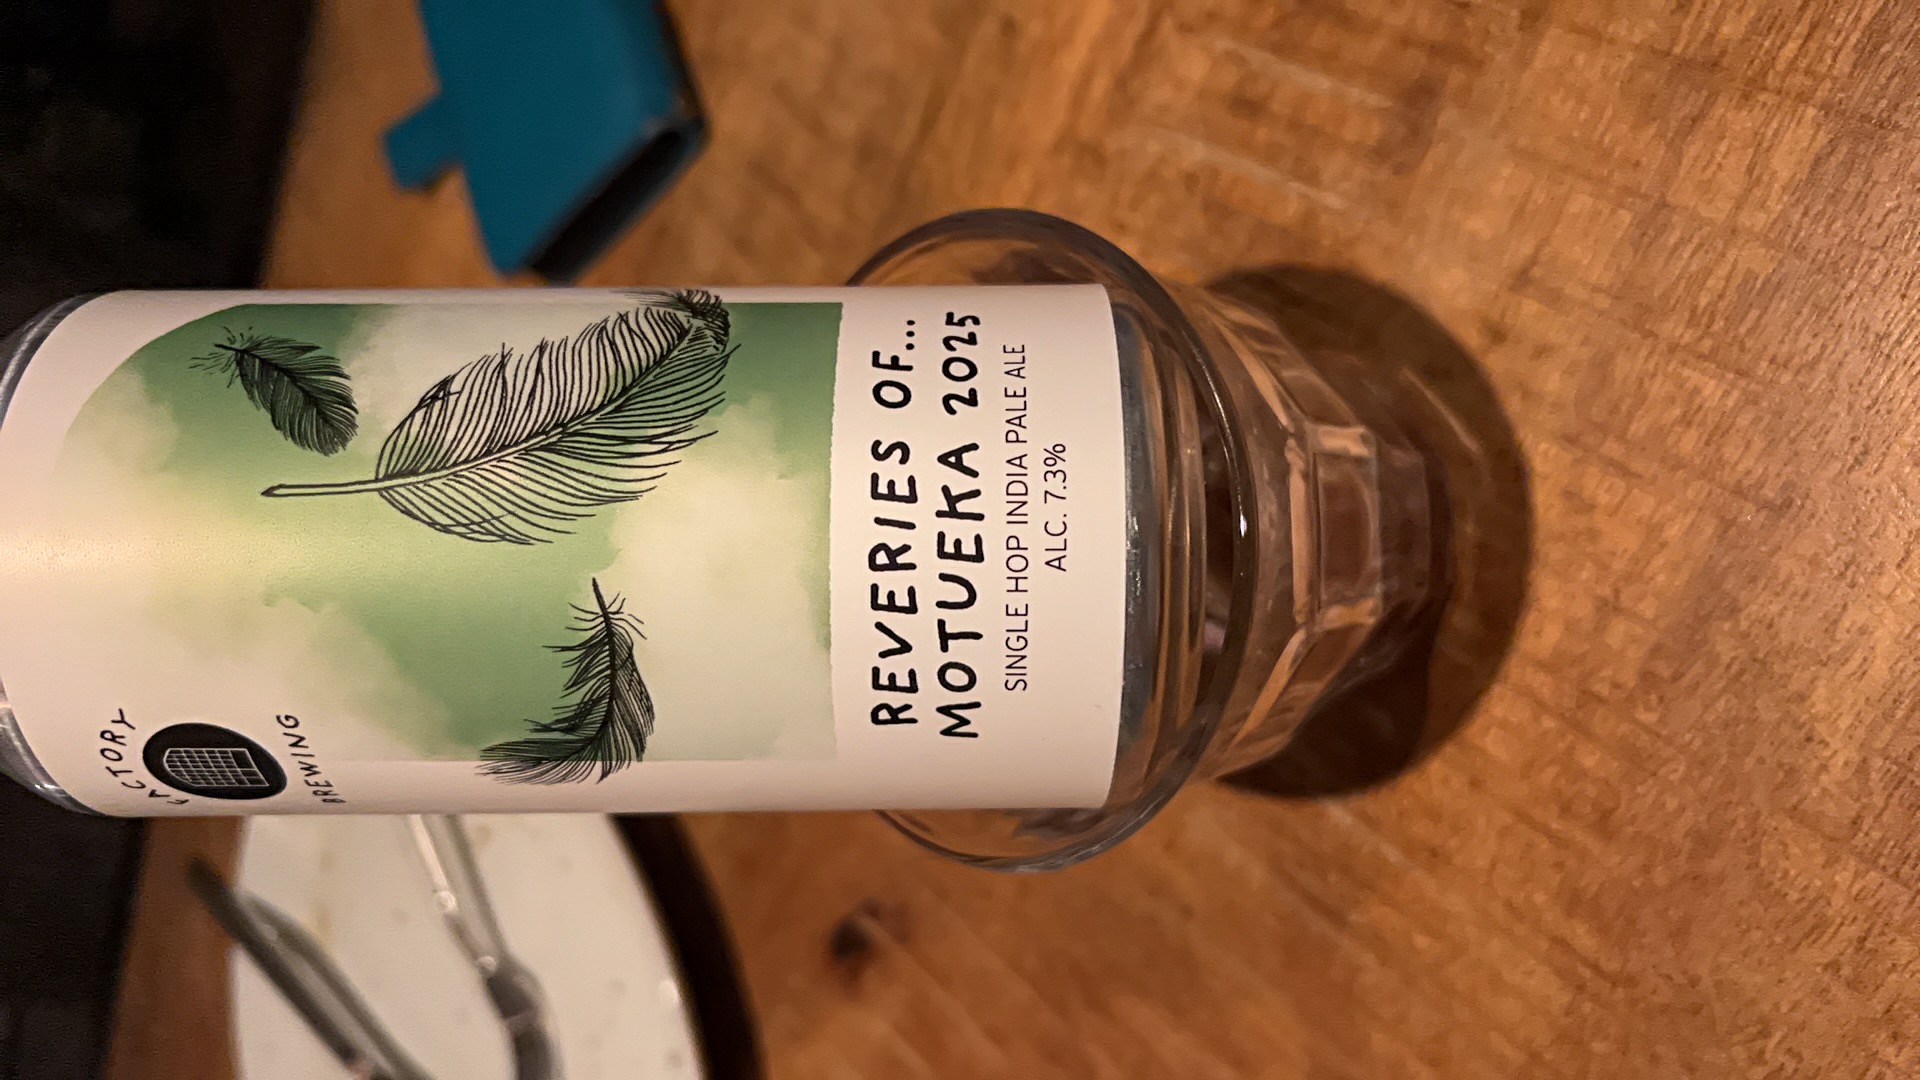 BREWING
REVERIES OF...
MOTUEKA 2025
SINGLE HOP INDIA PALE ALE
ALC. 7.3%